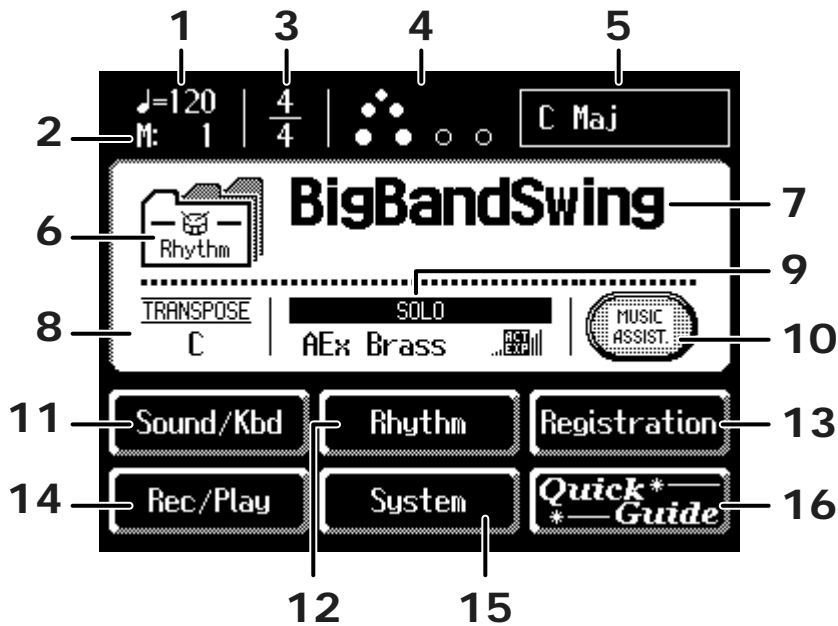 1
3
4
5
♩=120
4
4
C Maj
2
M: 1
BigBandSwing
7
6
Rhythm
9
TRANSPOSE
SOLO
MUSIC
ASSIST.
8
C
AEx Brass
ACT
EXP
10
11
Sound/Kbd
Rhythm
Registration
13
14
Rec/Play
System
Quick
Guide
16
12
15